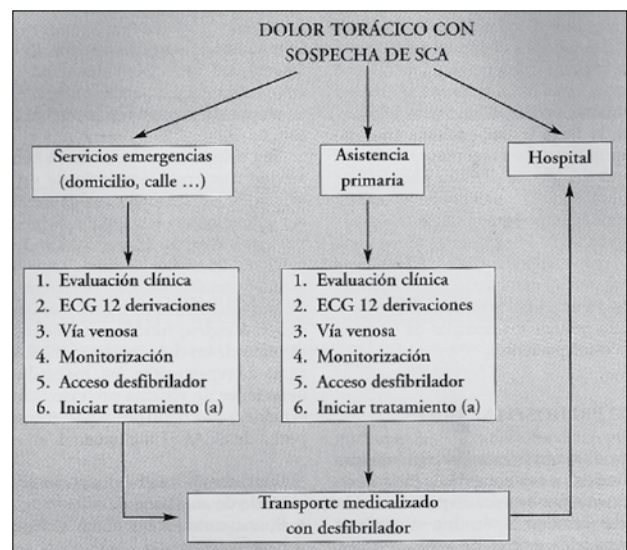 DOLOR TORÁCICO CON
SOSPECHA DE SCA
Servicios emergencias
(domicilio, calle ...)
Asistencia
primaria
Hospital
1. Evaluación clínica
2. ECG 12 derivaciones
3. Vía venosa
4. Monitorización
5. Acceso desfibrilador
6. Iniciar tratamiento (a)
1. Evaluación clínica
2. ECG 12 derivaciones
3. Vía venosa
4. Monitorización
5. Acceso desfibrilador
6. Iniciar tratamiento (a)
Transporte medicalizado
con desfibrilador